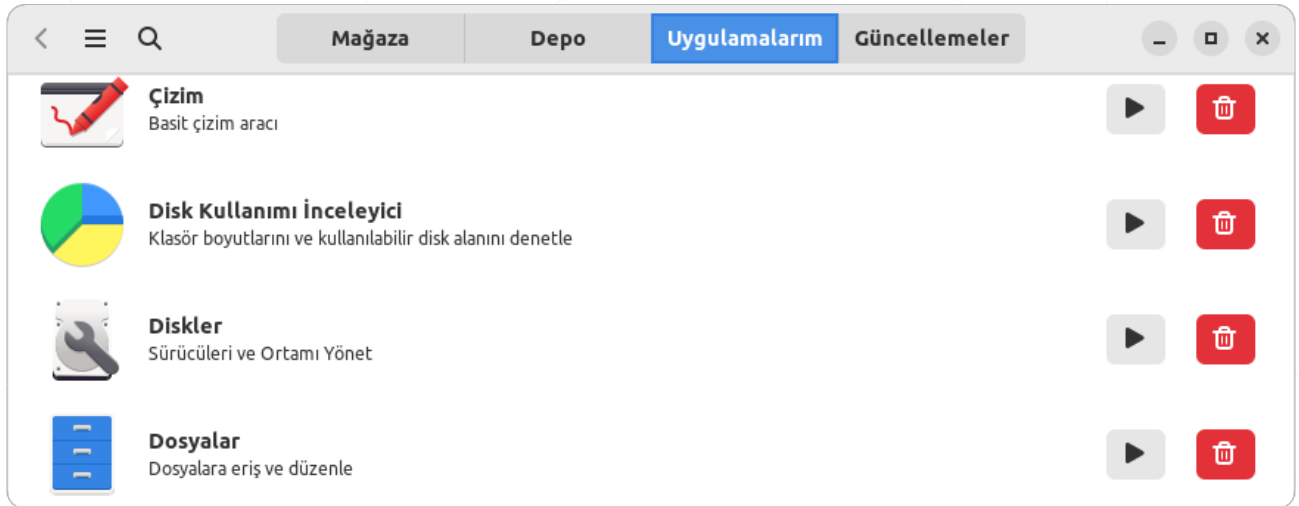 Mağaza
Depo
Uygulamalarım
Güncellemeler
Çizim
Basit çizim aracı
Disk Kullanımı İnceleyici
Klasör boyutlarını ve kullanılabilir disk alanını denetle
Diskler
Sürücüleri ve Ortamı Yönet
Dosyalar
Dosyalara eriş ve düzenle